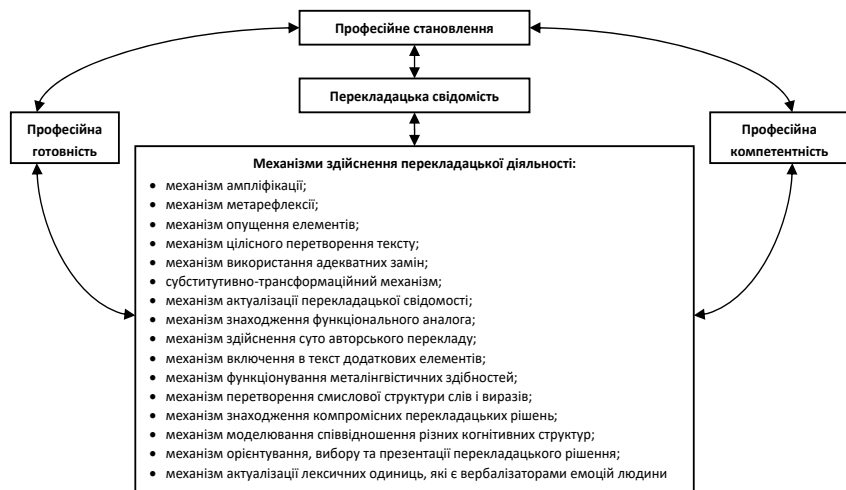 Професійне становлення
Перекладацька свідомість
Професійна
готовність
Професійна
компетентність
Механізми здійснення перекладацької діяльності:
• механізм ампліфікації;
• механізм метарефлексії;
• механізм опущення елементів;
• механізм цілісного перетворення тексту;
• механізм використання адекватних замін;
• субститутивно-трансформаційний механізм;
• механізм актуалізації перекладацької свідомості;
• механізм знаходження функціонального аналога;
• механізм здійснення суто авторського перекладу;
• механізм включення в текст додаткових елементів;
• механізм функціонування металінгвістичних здібностей;
• механізм перетворення смислової структури слів і виразів;
• механізм знаходження компромісних перекладацьких рішень;
• механізм моделювання співвідношення різних когнітивних структур;
• механізм орієнтування, вибору та презентації перекладацького рішення;
• механізм актуалізації лексичних одиниць, які є вербалізаторами емоцій людини